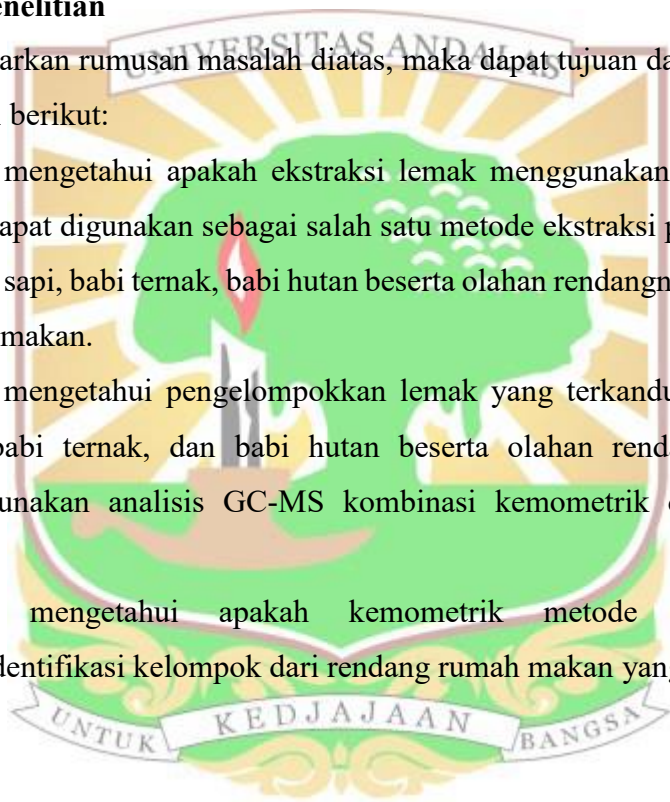 enelitian
UNIVERSITAS ANDALAS
arkan rumusan masalah diatas, maka dapat tujuan da
berikut:
mengetahui apakah ekstraksi lemak menggunakan
apat digunakan sebagai salah satu metode ekstraksi p
sapi, babi ternak, babi hutan beserta olahan rendangn
makan.
mengetahui pengelompokkan lemak yang terkandu
babi ternak, dan babi hutan beserta olahan renda
gunakan analisis GC-MS kombinasi kemometrik
mengetahui apakah kemometrik metode
dentifikasi kelompok dari rendang rumah makan yang
UNTUK KEDJAJAAN BANGSA